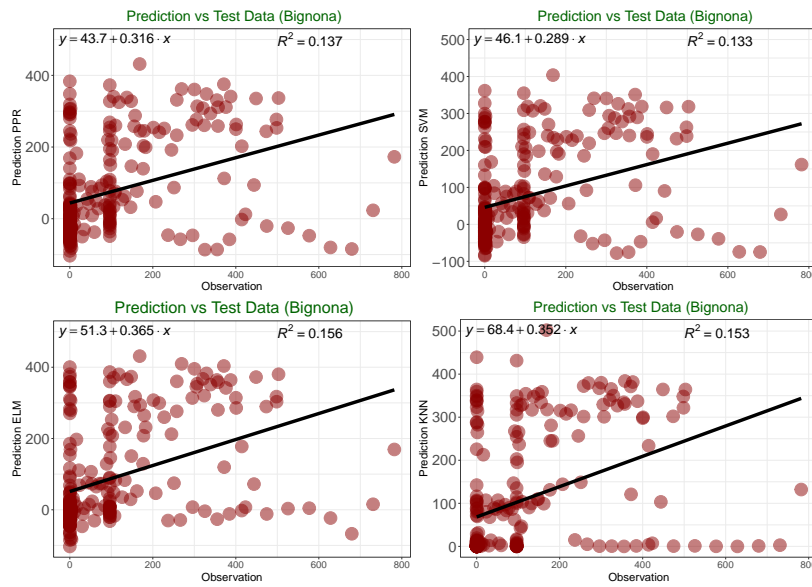 Prediction vs Test Data (Bignona)
y = 43.7 + 0.316 · x
R² = 0.137
400
200
0
Prediction PPR
0
200
400
600
800
Observation
Prediction vs Test Data (Bignona)
y = 46.1 + 0.289 · x
R² = 0.133
500
400
300
200
100
0
−100
Prediction SVM
0
200
400
600
800
Observation
Prediction vs Test Data (Bignona)
y = 51.3 + 0.365 · x
R² = 0.156
400
200
0
Prediction ELM
0
200
400
600
800
Observation
Prediction vs Test Data (Bignona)
y = 68.4 + 0.352 · x
R² = 0.153
500
400
300
200
100
0
Prediction KNN
0
200
400
600
800
Observation